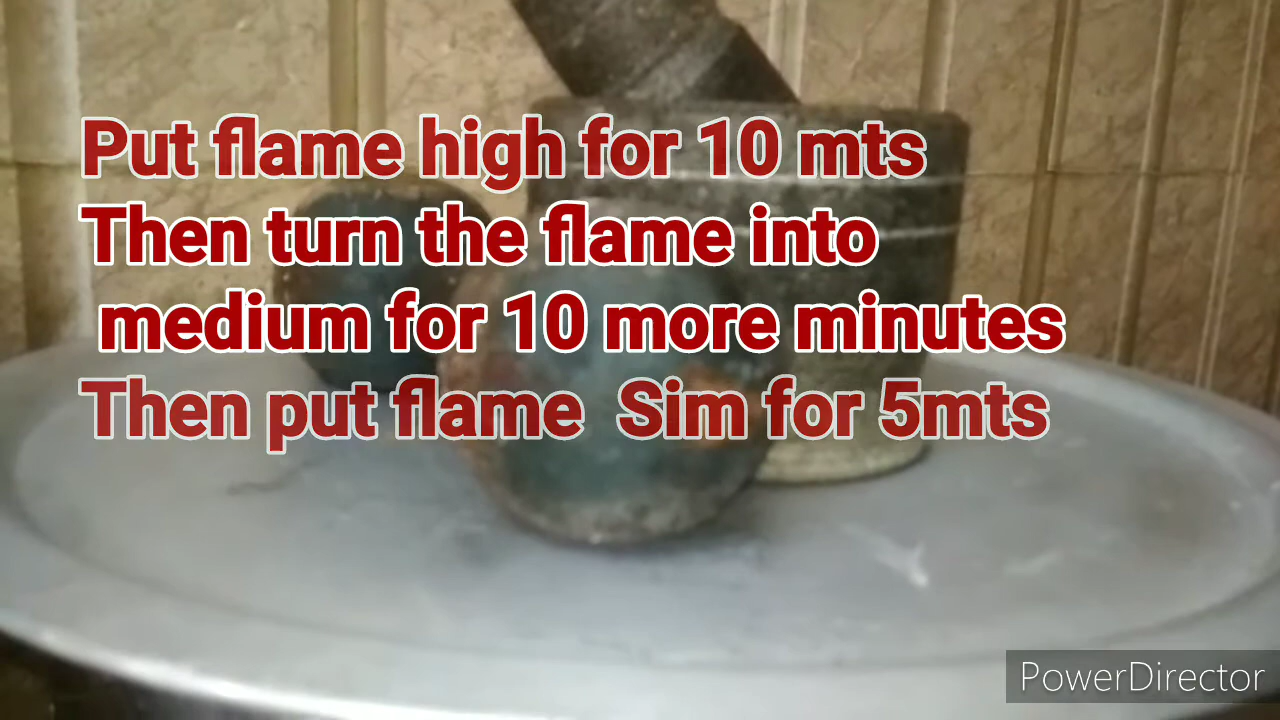 Put flame high for 10 mts
Then turn the flame into
medium for 10 more minutes
Then put flame Sim for 5mts
PowerDirector